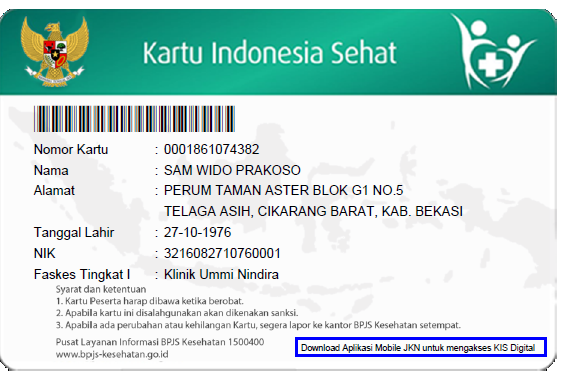 Kartu Indonesia Sehat
Nomor Kartu : 0001861074382
Nama : SAM WIDO PRAKOSO
Alamat : PERUM TAMAN ASTER BLOK G1 NO.5
TELAGA ASIH, CIKARANG BARAT, KAB. BEKASI
Tanggal Lahir : 27-10-1976
NIK : 3216082710760001
Faskes Tingkat I : Klinik Ummi Nindira
Syarat dan ketentuan
1. Kartu Peserta harap dibawa ketika berobat.
2. Apabila kartu ini disalahgunakan akan dikenakan sanksi.
3. Apabila ada perubahan atau kehilangan Kartu, segera lapor ke kantor BPJS Kesehatan setempat.
Pusat Layanan Informasi BPJS Kesehatan 1500400
www.bpjs-kesehatan.go.id
Download Aplikasi Mobile JKN untuk mengakses KIS Digital